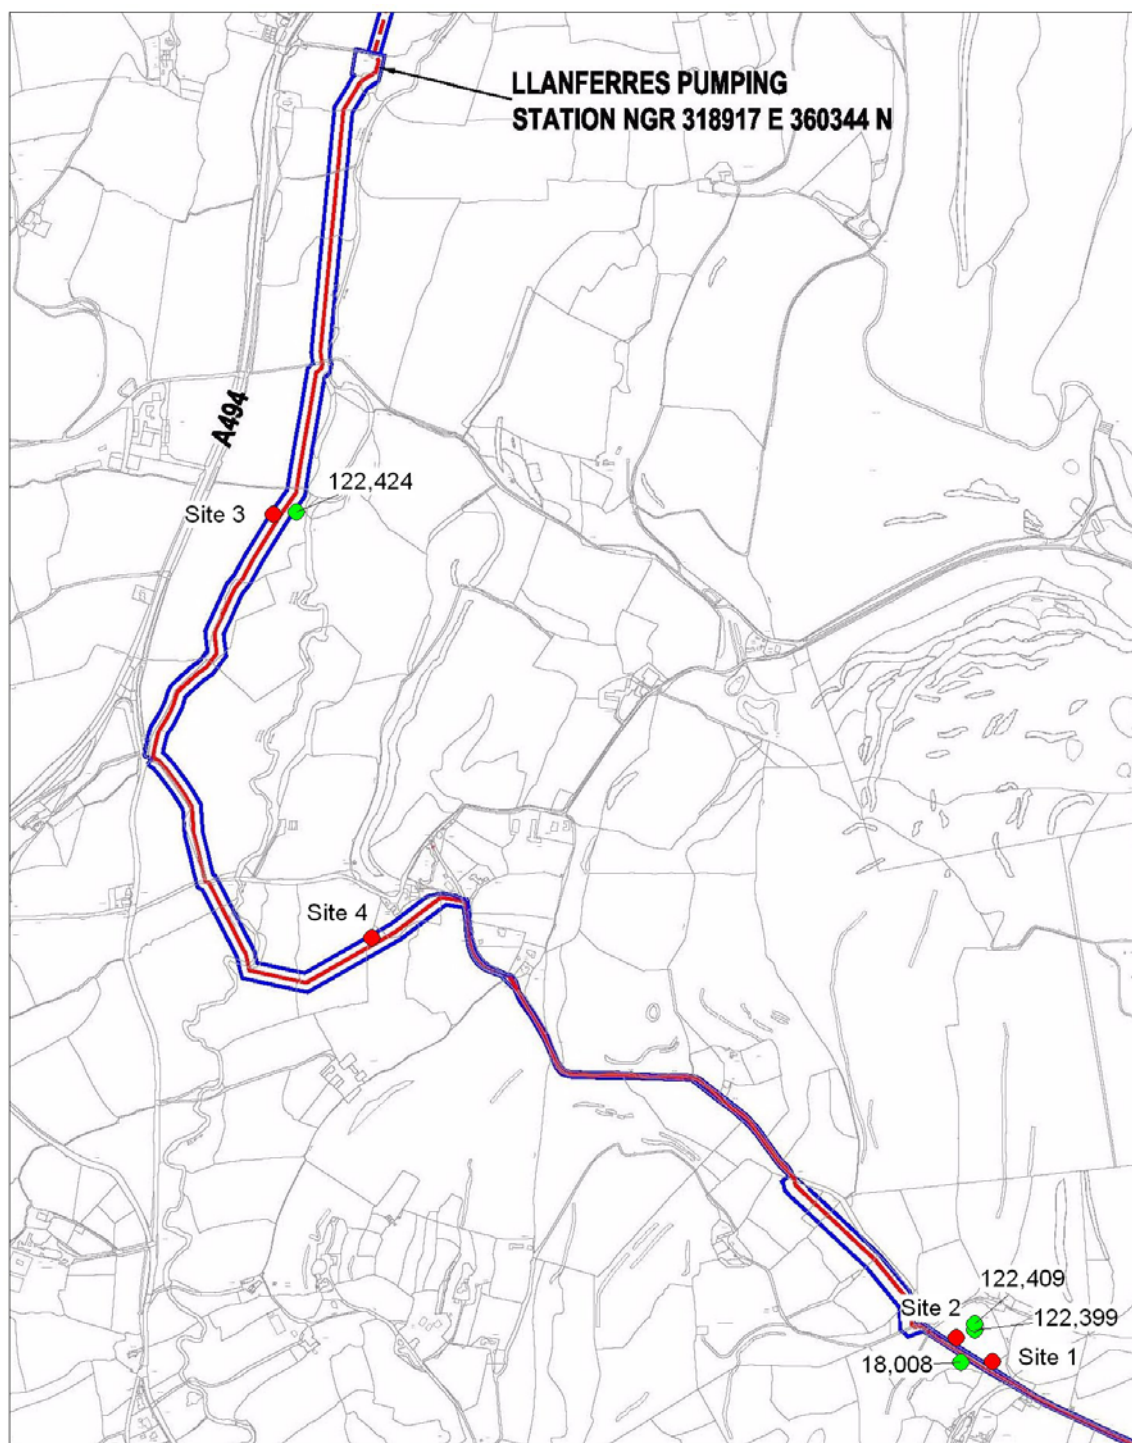 LLANFERRES PUMPING
STATION NGR 318917 E 360344 N
A494
122,424
Site 3
Site 4
122,409
Site 2
122,399
18,008
Site 1